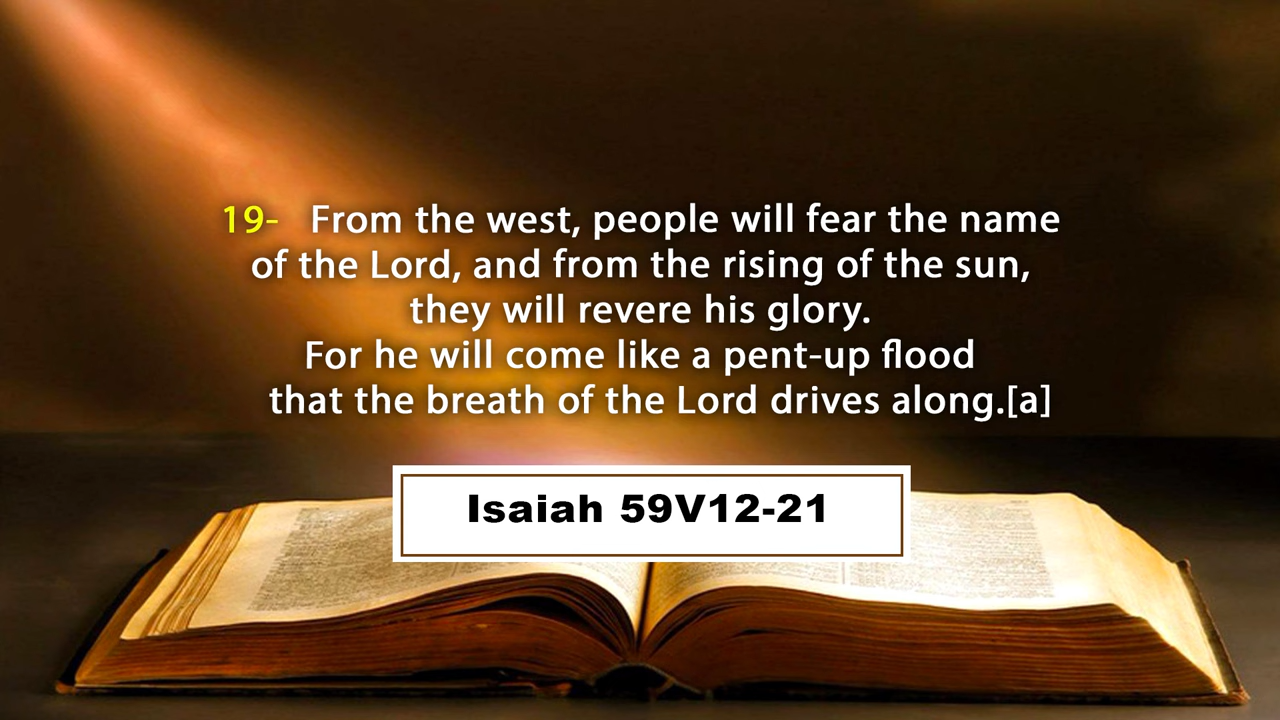 19- From the west, people will fear the name
of the Lord, and from the rising of the sun,
they will revere his glory.
For he will come like a pent-up flood
that the breath of the Lord drives along.[a]
Isaiah 59V12-21